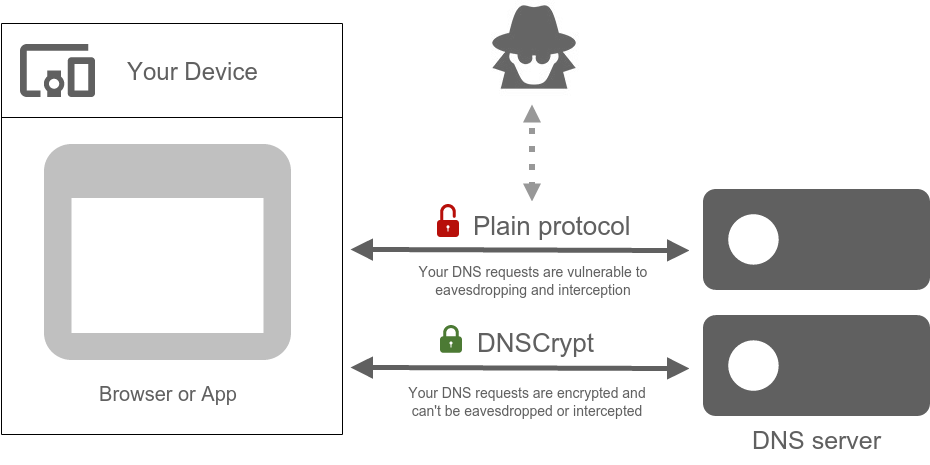 Your Device
Plain protocol
Your DNS requests are vulnerable to
eavesdropping and interception
DNSCrypt
Your DNS requests are encrypted and
can't be eavesdropped or intercepted
Browser or App
DNS server